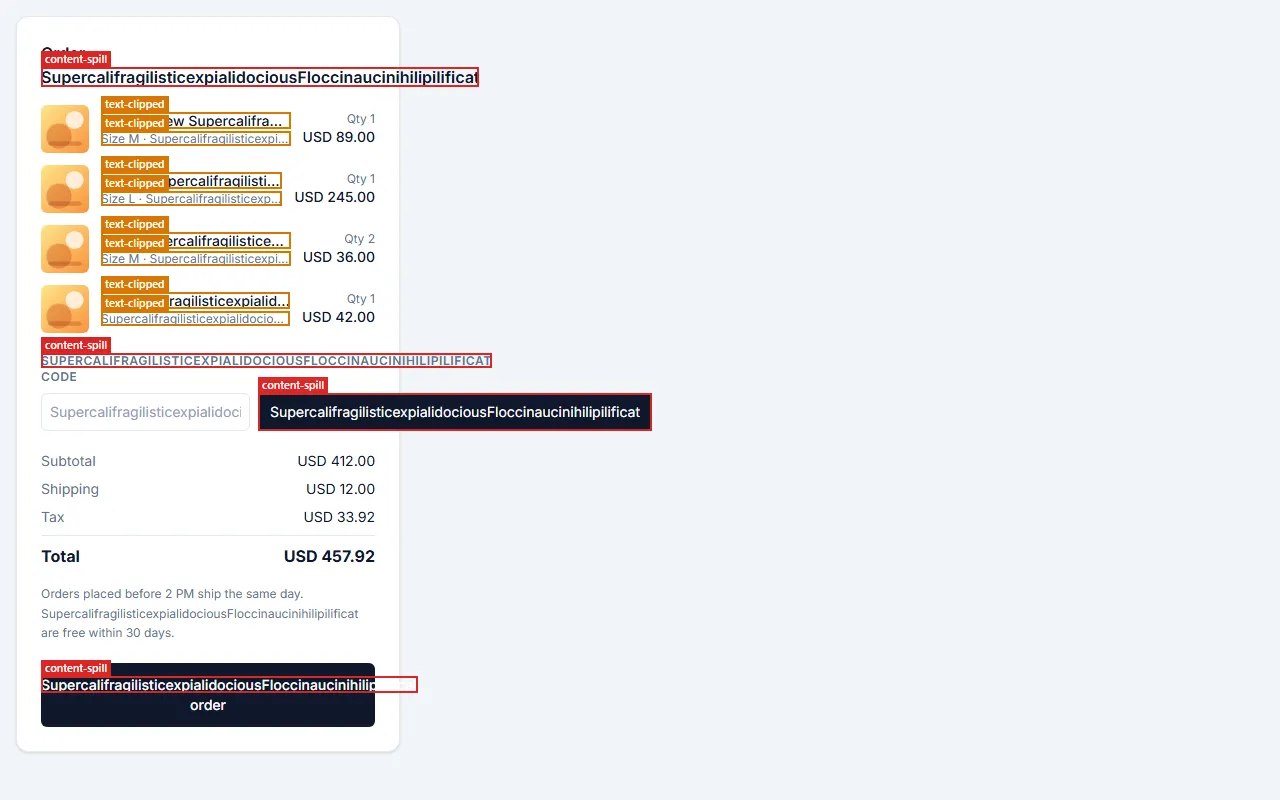 Order
content-spill
SupercalifragilisticexpialidociousFloccinaucinihilipilificat
text-clipped
text-clipped ew Supercalifra... Qty 1
Size M · Supercalifragilisticexpi... USD 89.00
text-clipped
text-clipped percalifragilisti... Qty 1
Size L · Supercalifragilisticexp... USD 245.00
text-clipped
text-clipped ercalifragilistice... Qty 2
Size M · Supercalifragilisticexpi... USD 36.00
text-clipped
text-clipped ragilisticexpialid... Qty 1
Supercalifragilisticexpialidocio... USD 42.00
content-spill
SUPERCALIFRAGILISTICEXPIALIDOCIOUSFLOCCINAUCINIHILIPILIFICAT
CODE
content-spill
Supercalifragilisticexpialidoci SupercalifragilisticexpialidociousFloccinaucinihilipilificat
Subtotal USD 412.00
Shipping USD 12.00
Tax USD 33.92
Total USD 457.92
Orders placed before 2 PM ship the same day.
SupercalifragilisticexpialidociousFloccinaucinihilipilificat
are free within 30 days.
content-spill
SupercalifragilisticexpialidociousFloccinaucinihilip
order